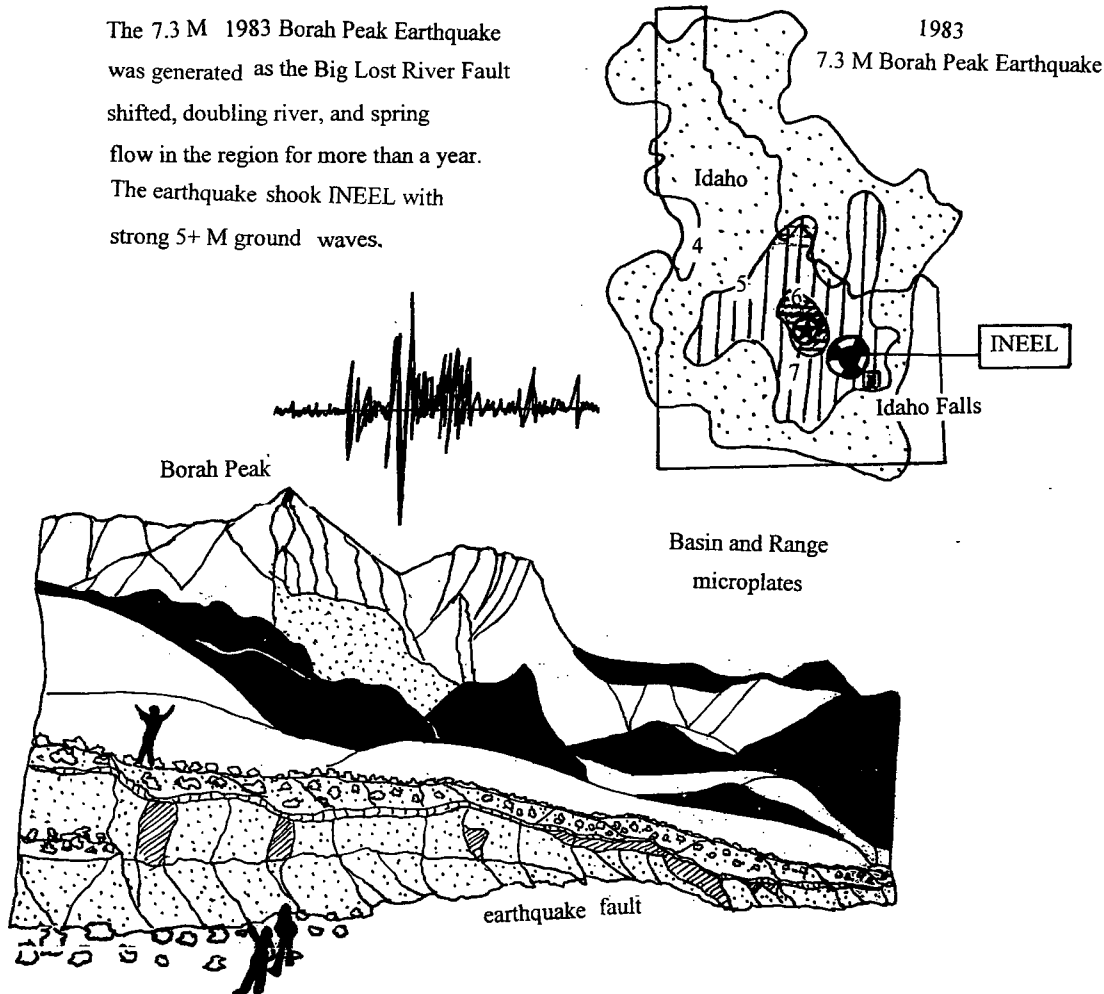 The 7.3 M 1983 Borah Peak Earthquake
was generated as the Big Lost River Fault
shifted, doubling river, and spring
flow in the region for more than a year.
The earthquake shook INEEL with
strong 5+ M ground waves.
1983
7.3 M Borah Peak Earthquake
Idaho
4
5
6
7
INEEL
Idaho Falls
Borah Peak
Basin and Range
microplates
earthquake fault